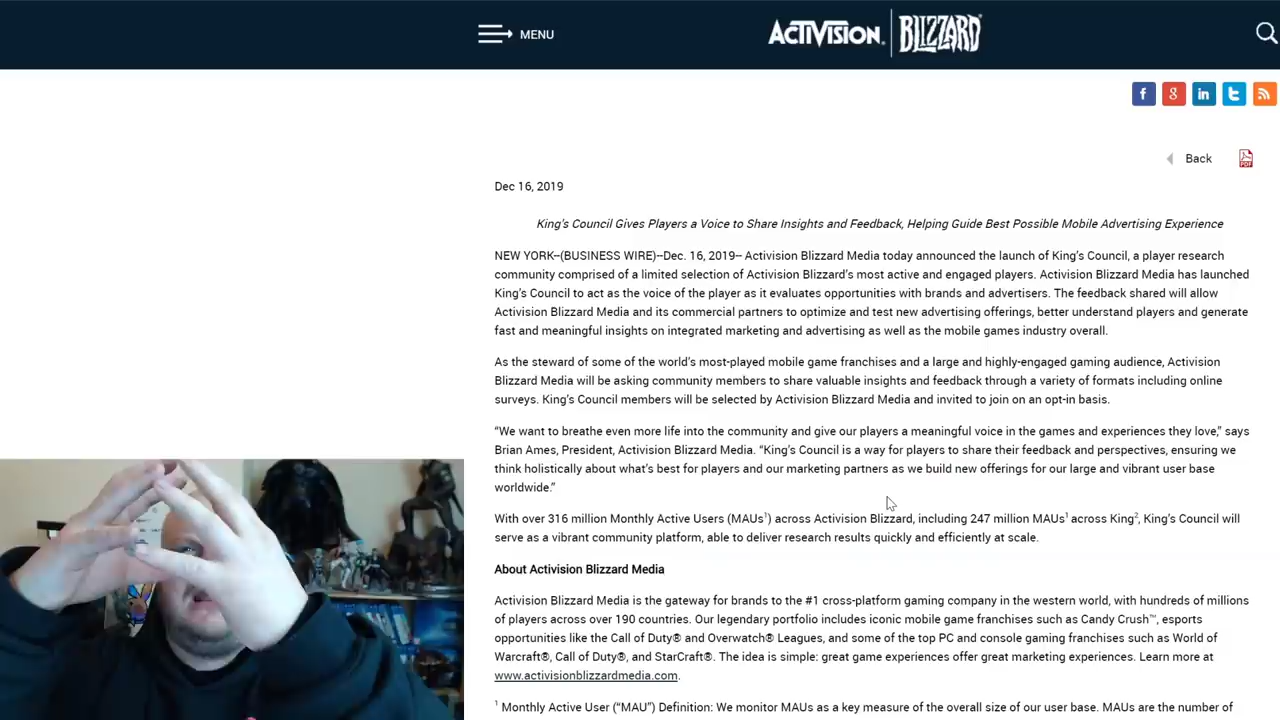 MENU
ACTIVISION. BLIZZARD
Back
Dec 16, 2019
King's Council Gives Players a Voice to Share Insights and Feedback, Helping Guide Best Possible Mobile Advertising Experience
NEW YORK--(BUSINESS WIRE)--Dec. 16, 2019-- Activision Blizzard Media today announced the launch of King's Council, a player research
community comprised of a limited selection of Activision Blizzard's most active and engaged players. Activision Blizzard Media has launched
King's Council to act as the voice of the player as it evaluates opportunities with brands and advertisers. The feedback shared will allow
Activision Blizzard Media and its commercial partners to optimize and test new advertising offerings, better understand players and generate
fast and meaningful insights on integrated marketing and advertising as well as the mobile games industry overall.
As the steward of some of the world's most-played mobile game franchises and a large and highly-engaged gaming audience, Activision
Blizzard Media will be asking community members to share valuable insights and feedback through a variety of formats including online
surveys. King's Council members will be selected by Activision Blizzard Media and invited to join on an opt-in basis.
“We want to breathe even more life into the community and give our players a meaningful voice in the games and experiences they love,” says
Brian Ames, President, Activision Blizzard Media. “King's Council is a way for players to share their feedback and perspectives, ensuring we
think holistically about what's best for players and our marketing partners as we build new offerings for our large and vibrant user base
worldwide.”
With over 316 million Monthly Active Users (MAUs¹) across Activision Blizzard, including 247 million MAUs¹ across King², King's Council will
serve as a vibrant community platform, able to deliver research results quickly and efficiently at scale.
About Activision Blizzard Media
Activision Blizzard Media is the gateway for brands to the #1 cross-platform gaming company in the western world, with hundreds of millions
of players across over 190 countries. Our legendary portfolio includes iconic mobile game franchises such as Candy Crush™, esports
opportunities like the Call of Duty® and Overwatch® Leagues, and some of the top PC and console gaming franchises such as World of
Warcraft®, Call of Duty®, and StarCraft®. The idea is simple: great game experiences offer great marketing experiences. Learn more at
www.activisionblizzardmedia.com.
¹ Monthly Active User (“MAU”) Definition: We monitor MAUs as a key measure of the overall size of our user base. MAUs are the number of